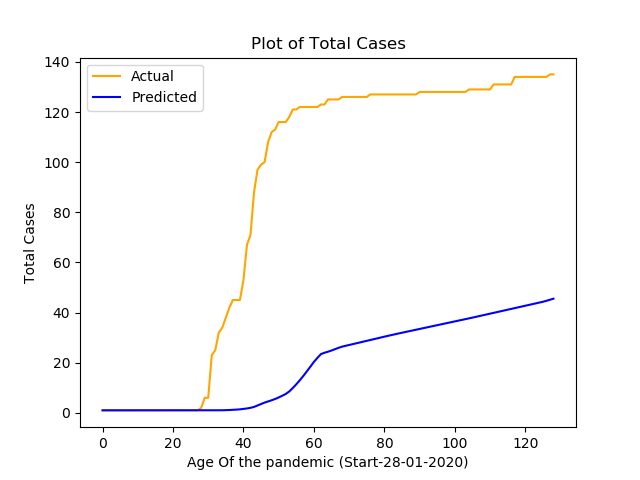 Plot of Total Cases
Actual
Predicted
Total Cases
140
120
100
80
60
40
20
0
0 20 40 60 80 100 120
Age Of the pandemic (Start-28-01-2020)